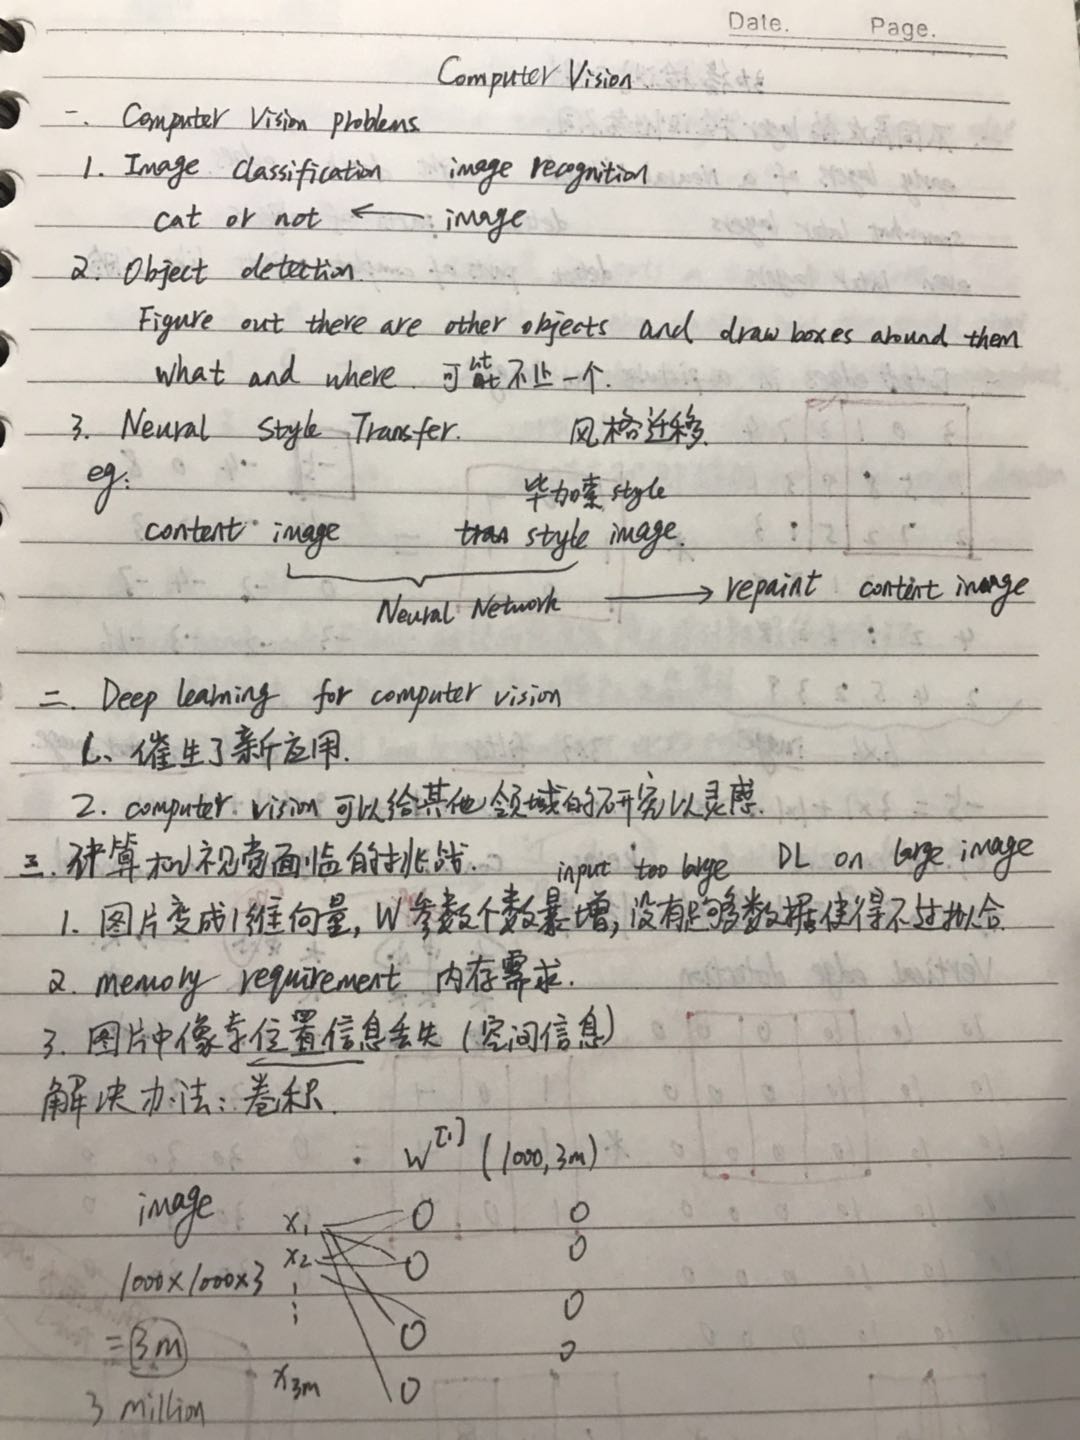 Date. Page.
Computer Vision
一. Computer Vision problems
1. Image classification image recognition
cat or not ← image
2. Object detection.
Figure out there are other objects and draw boxes around them
what and where. 可能不止一个.
3. Neural Style Transfer. 风格迁移.
eg:
毕加索 style
content image style image.
Neural Network → repaint content image
二. Deep learning for computer vision
1、催生了新应用.
2. computer vision 可以给其他领域的研究以灵感.
三. 计算机视觉面临的挑战. input too large DL on large image
1. 图片变成1维向量, W参数个数暴增, 没有足够多数据使得不过拟合
2. memory requirement 内存需求.
3. 图片中像素位置信息丢失 (空间信息)
解决办法: 卷积.
W[1] (1000, 3m)
image
x1
x2
1000×1000×3
= 3m
x3m
3 million